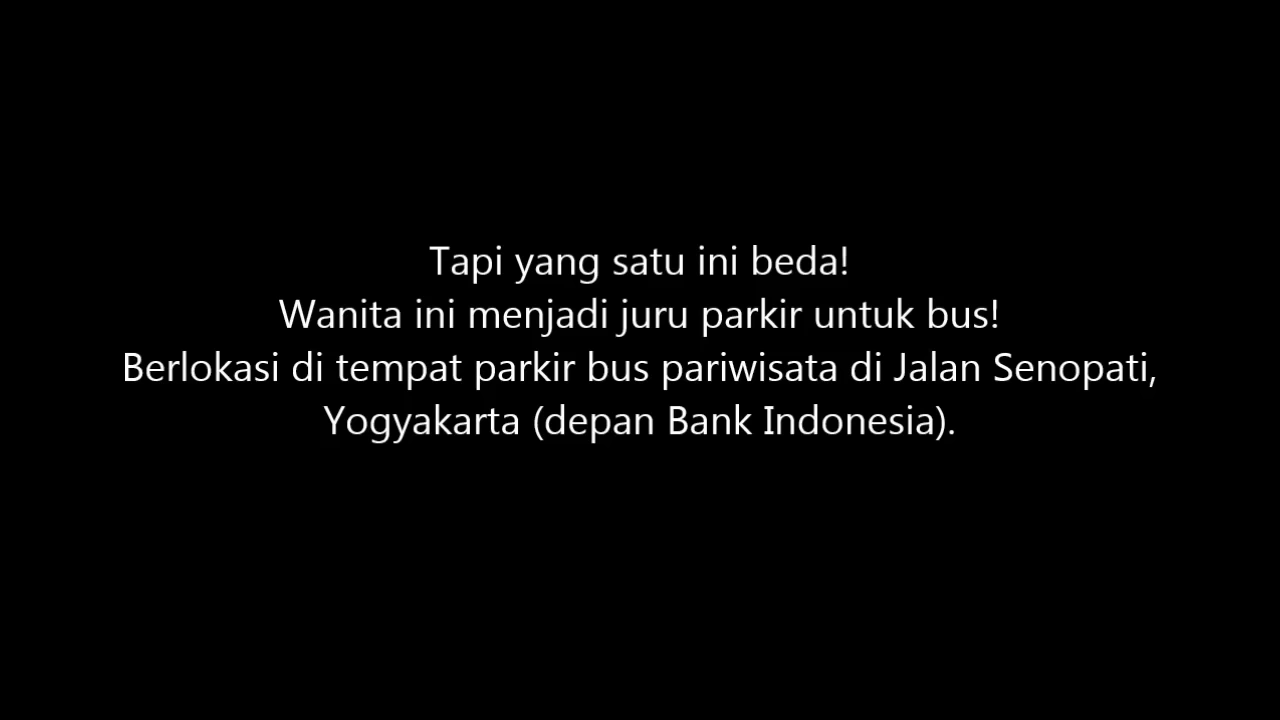 Tapi yang satu ini beda!
Wanita ini menjadi juru parkir untuk bus!
Berlokasi di tempat parkir bus pariwisata di Jalan Senopati,
Yogyakarta (depan Bank Indonesia).